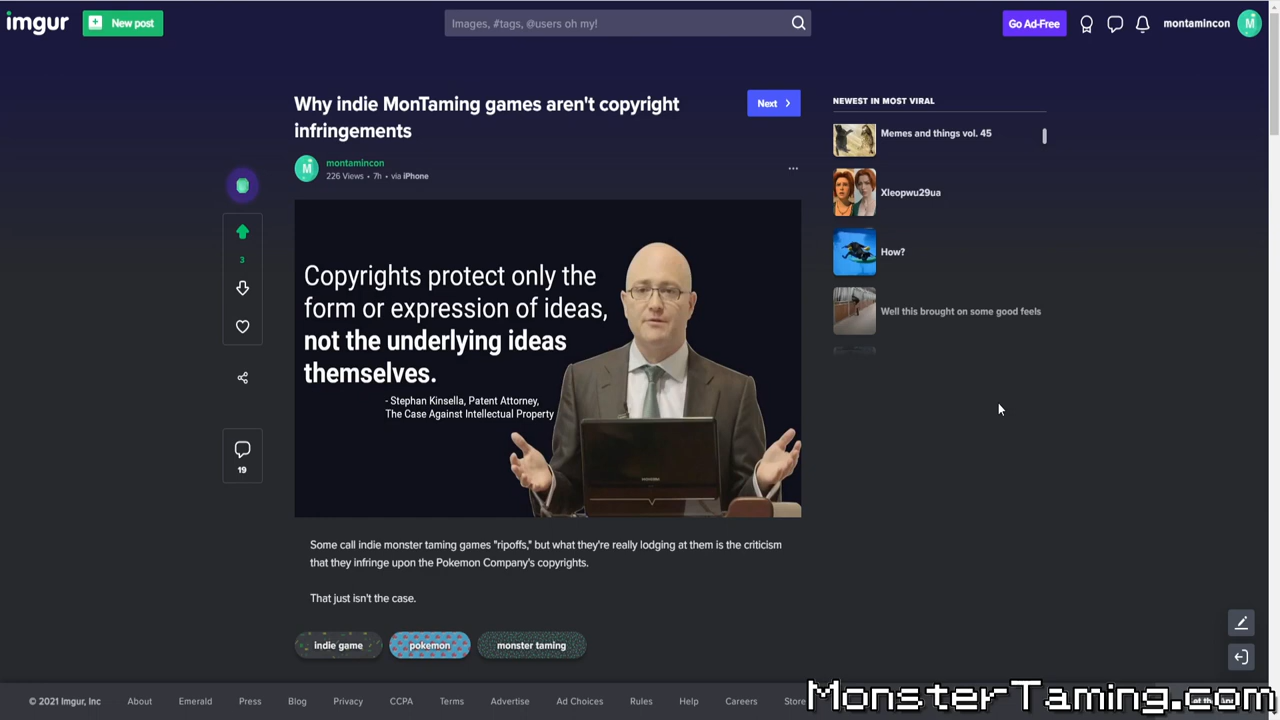 imgur
New post
Images, #tags, @users oh my!
Go Ad-Free
montamincon
M
Why indie MonTaming games aren't copyright
infringements
Next
M
montamincon
226 Views • 7h • via iPhone
3
19
Copyrights protect only the
form or expression of ideas,
not the underlying ideas
themselves.
- Stephan Kinsella, Patent Attorney,
The Case Against Intellectual Property
Some call indie monster taming games "ripoffs," but what they're really lodging at them is the criticism
that they infringe upon the Pokemon Company's copyrights.
That just isn't the case.
indie game
pokemon
monster taming
NEWEST IN MOST VIRAL
Memes and things vol. 45
Xleopwu29ua
How?
Well this brought on some good feels
© 2021 Imgur, Inc
About
Emerald
Press
Blog
Privacy
CCPA
Terms
Advertise
Ad Choices
Rules
Help
Careers
Store
MonsterTaming.com